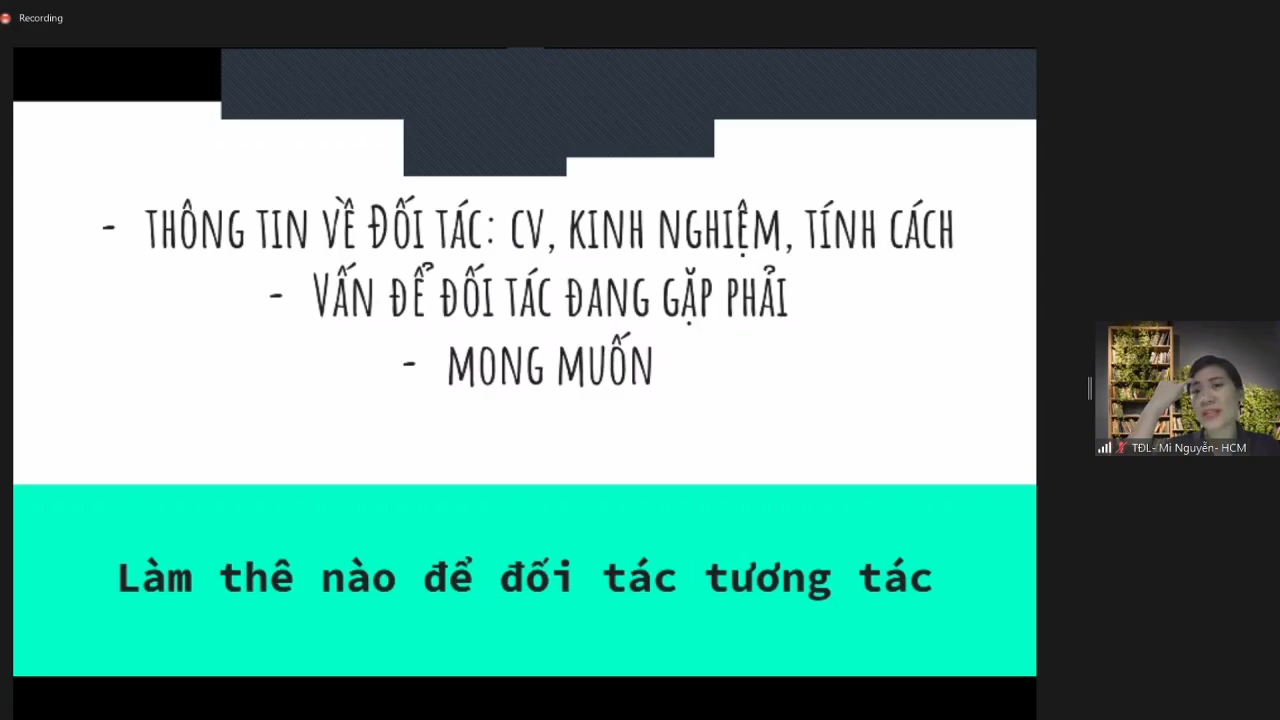 Recording
- THÔNG TIN VỀ ĐỐI TÁC: CV, KINH NGHIỆM, TÍNH CÁCH
- VẤN ĐỂ ĐỐI TÁC ĐANG GẶP PHẢI
- MONG MUỐN
TĐL- Mi Nguyễn- HCM
Làm thê nào để đối tác tương tác